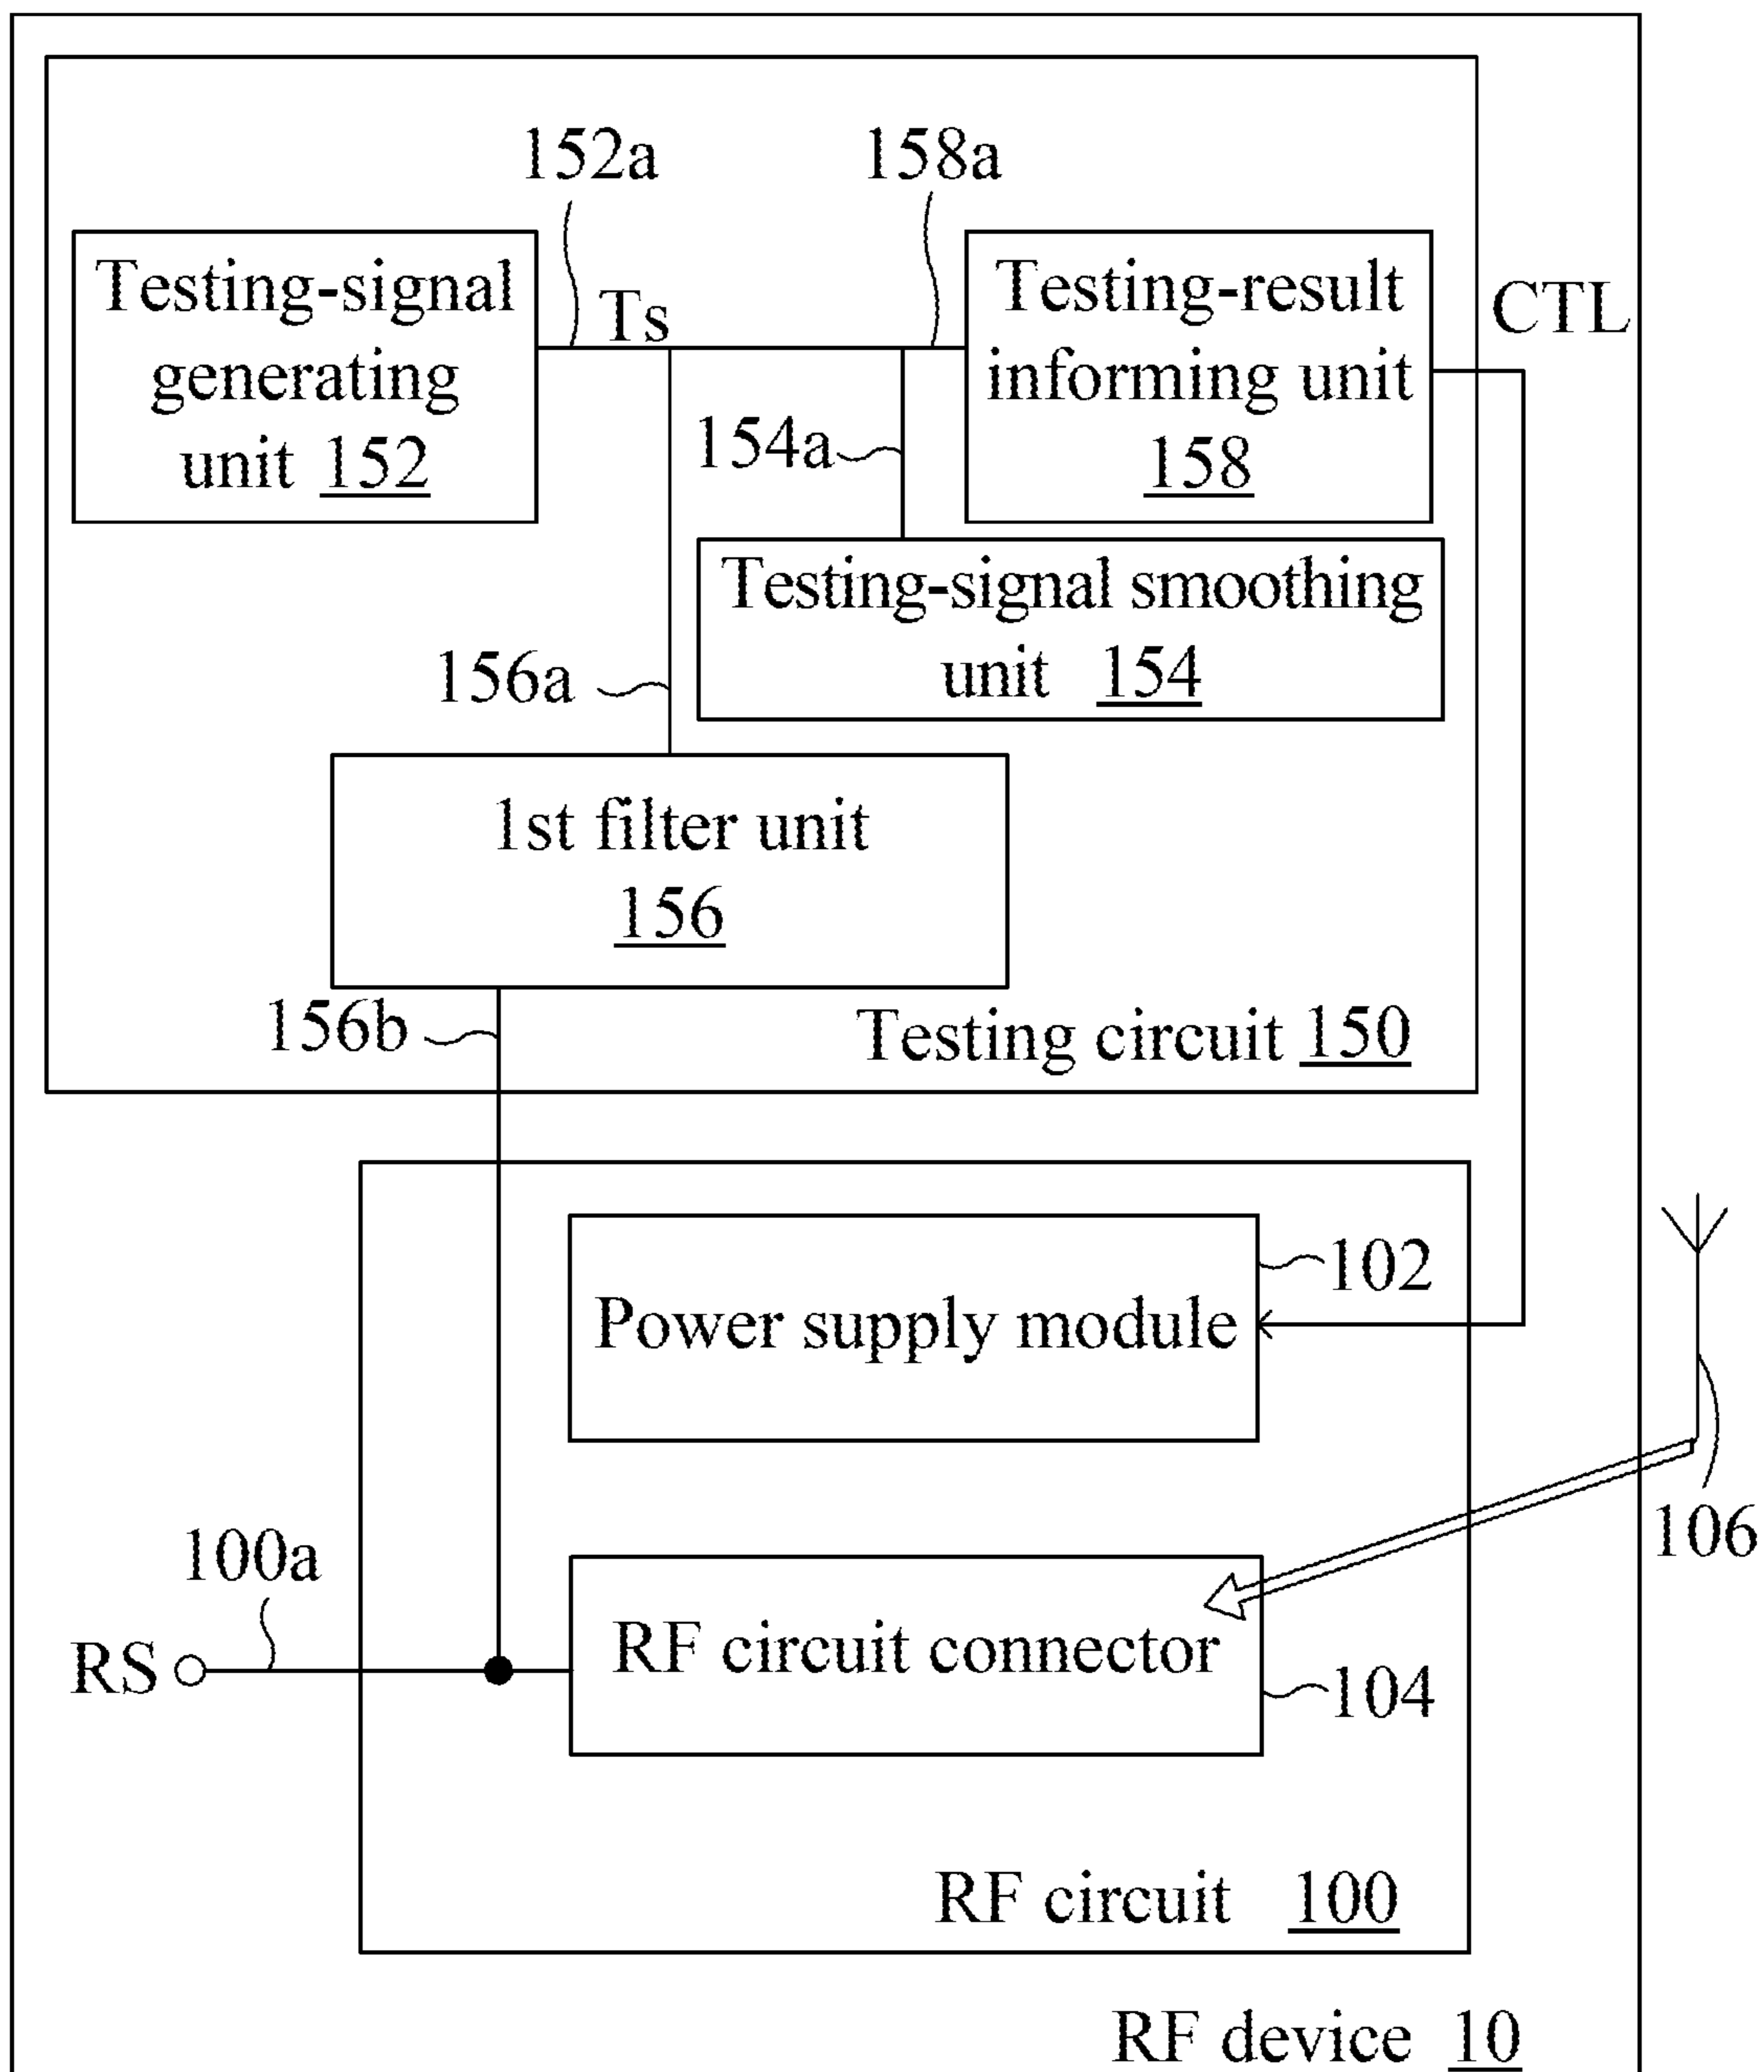 152a
158a
Testing-signal
generating
unit 152
Ts
Testing-result
informing unit
158
CTL
154a
Testing-signal smoothing
unit 154
156a
1st filter unit
156
156b
Testing circuit 150
102
Power supply module
106
100a
RS
RF circuit connector
104
RF circuit 100
RF device 10